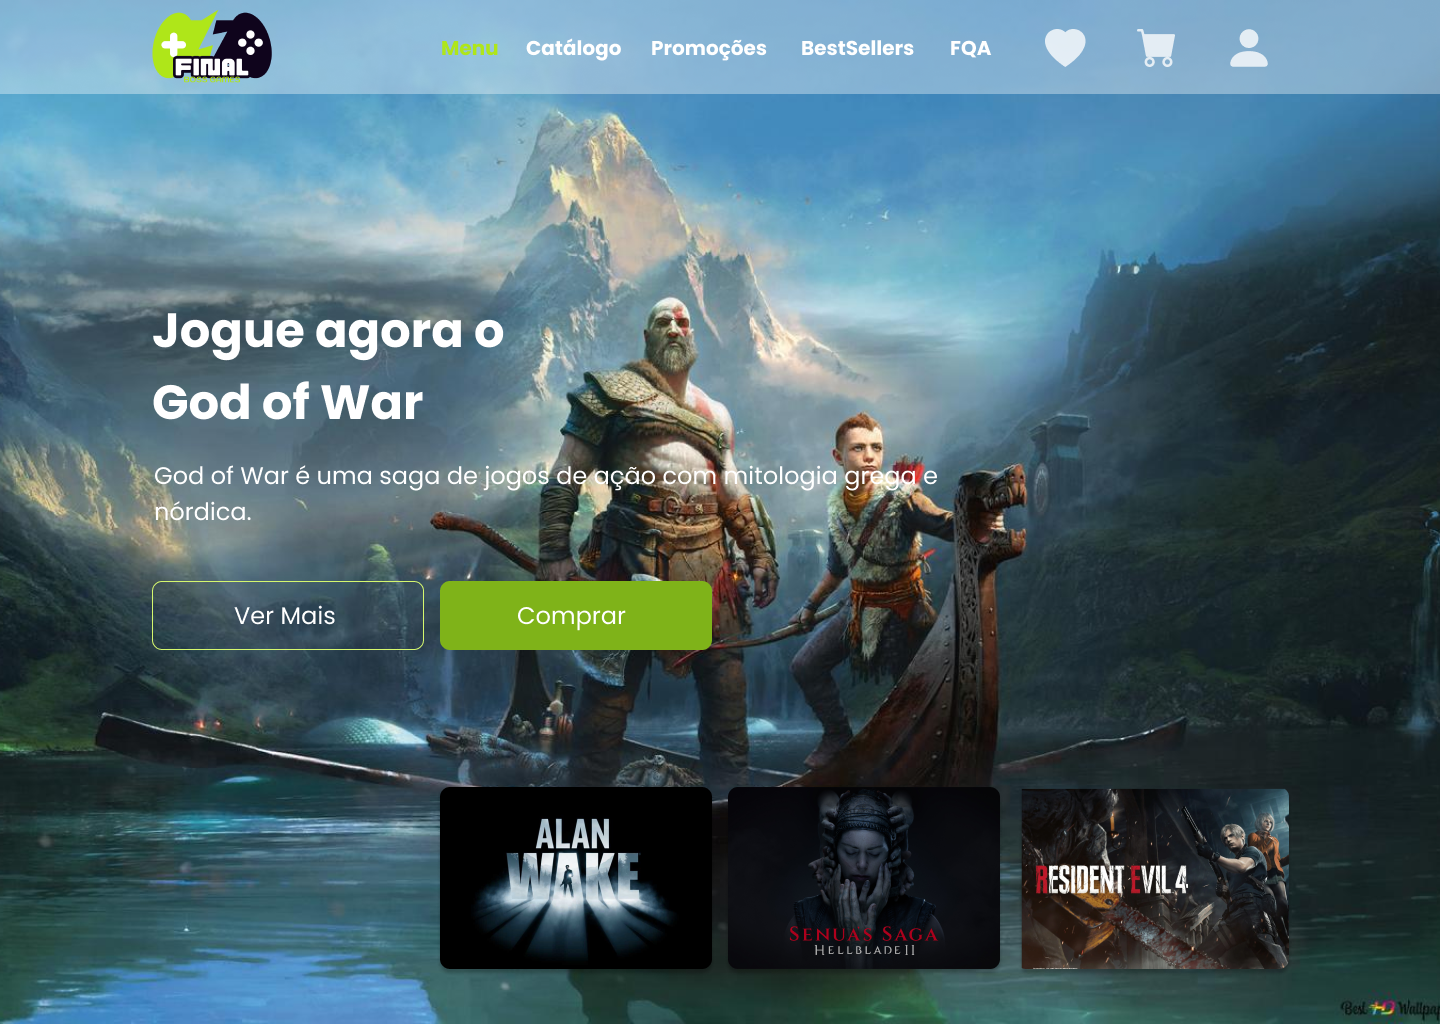 FINAL
Menu
Catálogo
Promoções
BestSellers
FQA
Jogue agora o
God of War
God of War é uma saga de jogos de ação com mitologia grega e
nórdica.
Ver Mais
Comprar
ALAN
WAKE
SENUAS SAGA
HELLBLADE II
RESIDENT EVIL 4
Best HD Wallpap